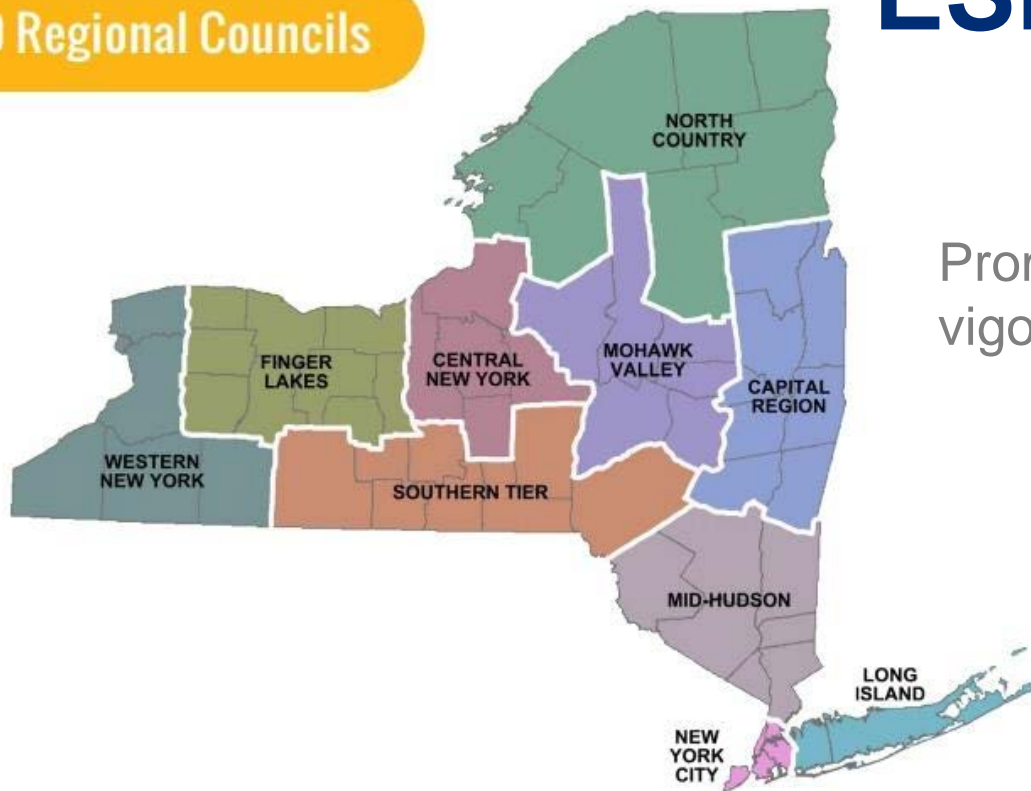 Regional Councils
NORTH
COUNTRY
FINGER
LAKES
CENTRAL
NEW YORK
MOHAWK
VALLEY
CAPITAL
REGION
WESTERN
NEW YORK
SOUTHERN TIER
MID-HUDSON
LONG
ISLAND
NEW
YORK
CITY